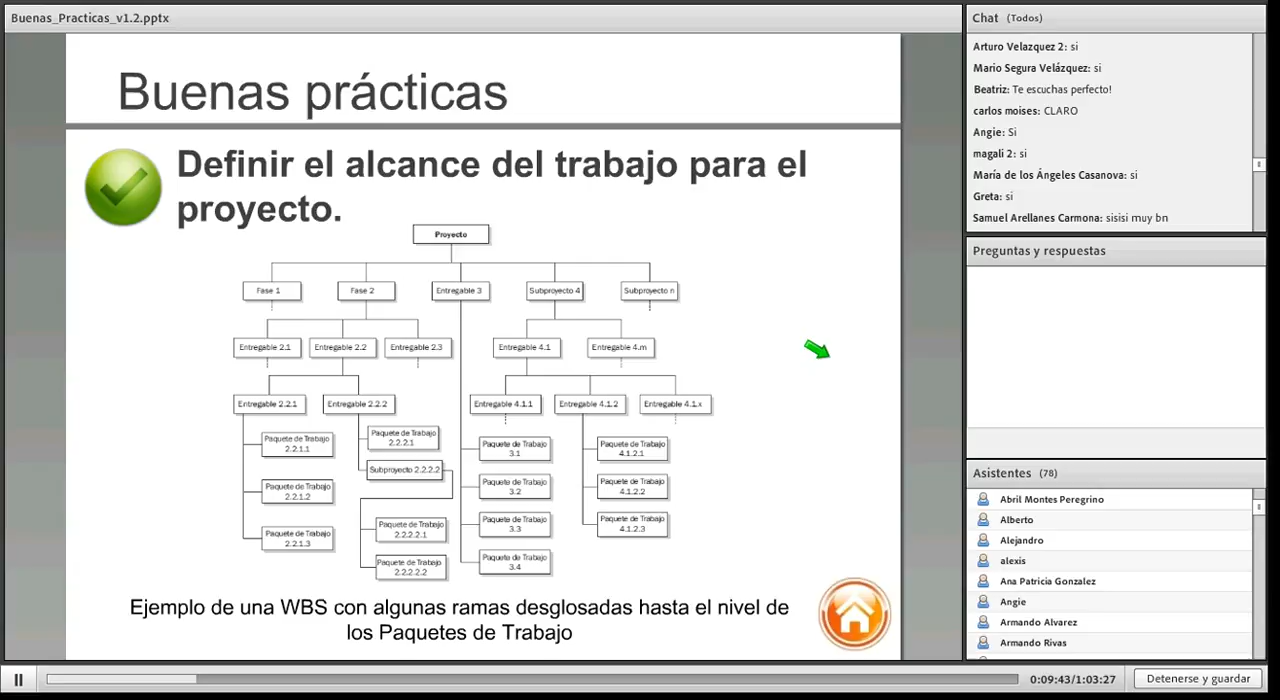 Buenas_Practicas_v1.2.pptx
Buenas prácticas
Definir el alcance del trabajo para el
proyecto.
Proyecto
Fase 1
Fase 2
Entregable 3
Subproyecto 4
Subproyecto n
Entregable 2.1
Entregable 2.2
Entregable 2.3
Entregable 4.1
Entregable 4.m
Entregable 2.2.1
Entregable 2.2.2
Entregable 4.1.1
Entregable 4.1.2
Entregable 4.1.x
Paquete de Trabajo
2.2.1.1
Paquete de Trabajo
2.2.1.2
Paquete de Trabajo
2.2.1.3
Paquete de Trabajo
2.2.2.1
Subproyecto 2.2.2.2
Paquete de Trabajo
2.2.2.2.1
Paquete de Trabajo
2.2.2.2.2
Paquete de Trabajo
3.1
Paquete de Trabajo
3.2
Paquete de Trabajo
3.3
Paquete de Trabajo
3.4
Paquete de Trabajo
4.1.2.1
Paquete de Trabajo
4.1.2.2
Paquete de Trabajo
4.1.2.3
Ejemplo de una WBS con algunas ramas desglosadas hasta el nivel de
los Paquetes de Trabajo
Chat (Todos)
Arturo Velazquez 2: si
Mario Segura Velázquez: si
Beatriz: Te escuchas perfecto!
carlos moises: CLARO
Angie: Si
magali 2: si
María de los Ángeles Casanova: si
Greta: si
Samuel Arellanes Carmona: sisisi muy bn
Preguntas y respuestas
Asistentes (78)
Abril Montes Peregrino
Alberto
Alejandro
alexis
Ana Patricia Gonzalez
Angie
Armando Alvarez
Armando Rivas
0:09:43/1:03:27
Detenerse y guardar